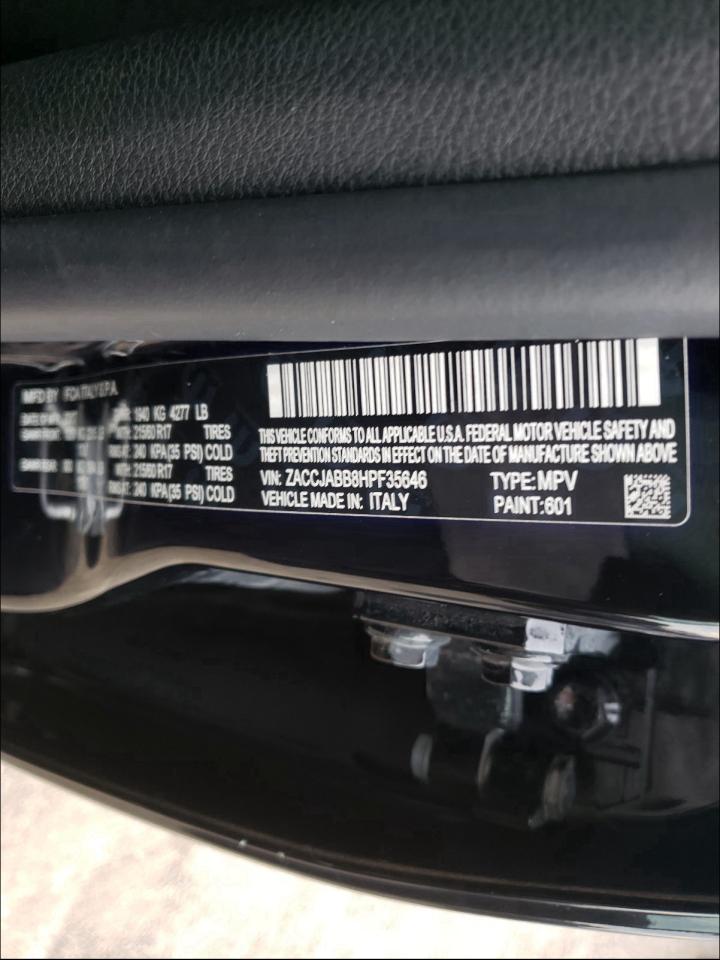 MFD BY FCA ITALY S.P.A.
1940 KG 4277 LB
215/60 R17 TIRES
240 KPA(35 PSI) COLD
215/60 R17 TIRES
240 KPA(35 PSI) COLD
THIS VEHICLE CONFORMS TO ALL APPLICABLE U.S.A. FEDERAL MOTOR VEHICLE SAFETY AND
THEFT PREVENTION STANDARDS IN EFFECT ON THE DATE OF MANUFACTURE SHOWN ABOVE
VIN: ZACCJABB8HPF35646 TYPE:MPV
VEHICLE MADE IN: ITALY PAINT:601